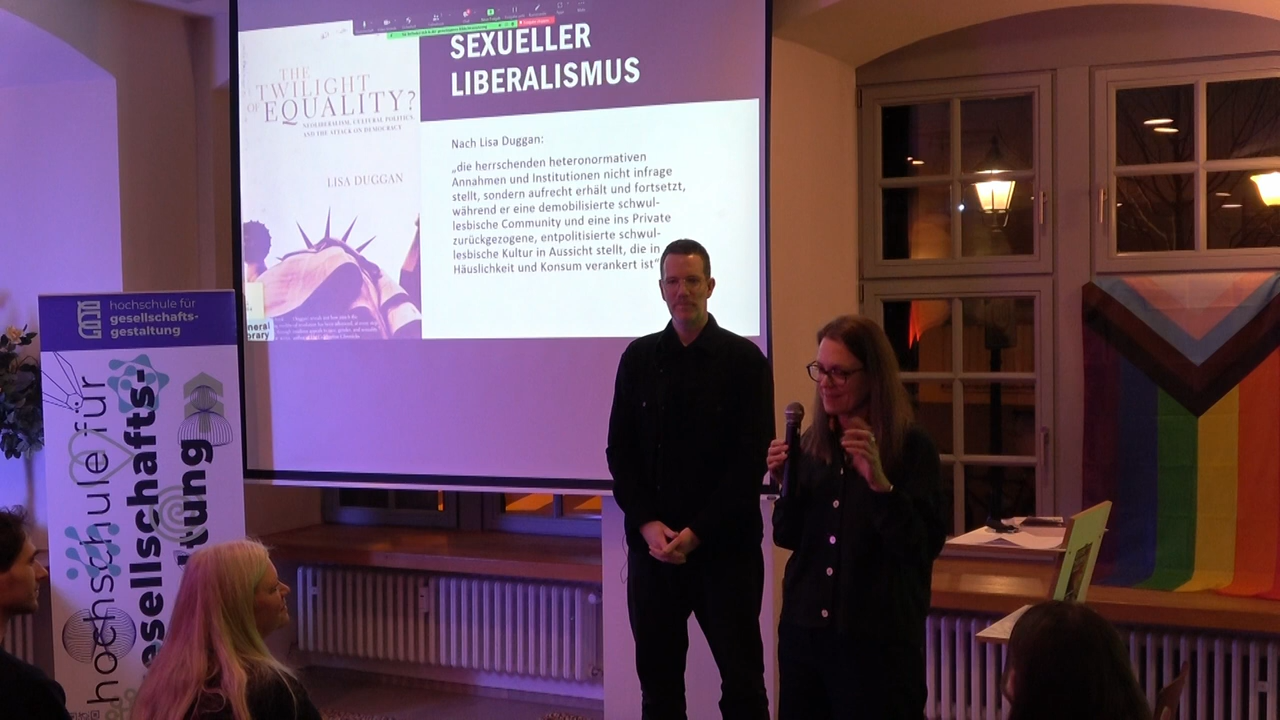 SEXUELLER
LIBERALISMUS
THE
TWILIGHT
OF EQUALITY?
NEOLIBERALISM, CULTURAL POLITICS,
AND THE ATTACK ON DEMOCRACY
LISA DUGGAN
Nach Lisa Duggan:
„die herrschenden heteronormativen
Annahmen und Institutionen nicht infrage
stellt, sondern aufrecht erhält und fortsetzt,
während er eine demobilisierte schwul-
lesbische Community und eine ins Private
zurückgezogene, entpolitisierte schwul-
lesbische Kultur in Aussicht stellt, die in
Häuslichkeit und Konsum verankert ist“
hochschule für
gesellschafts-
gestaltung
hochschule für
gesellschafts-